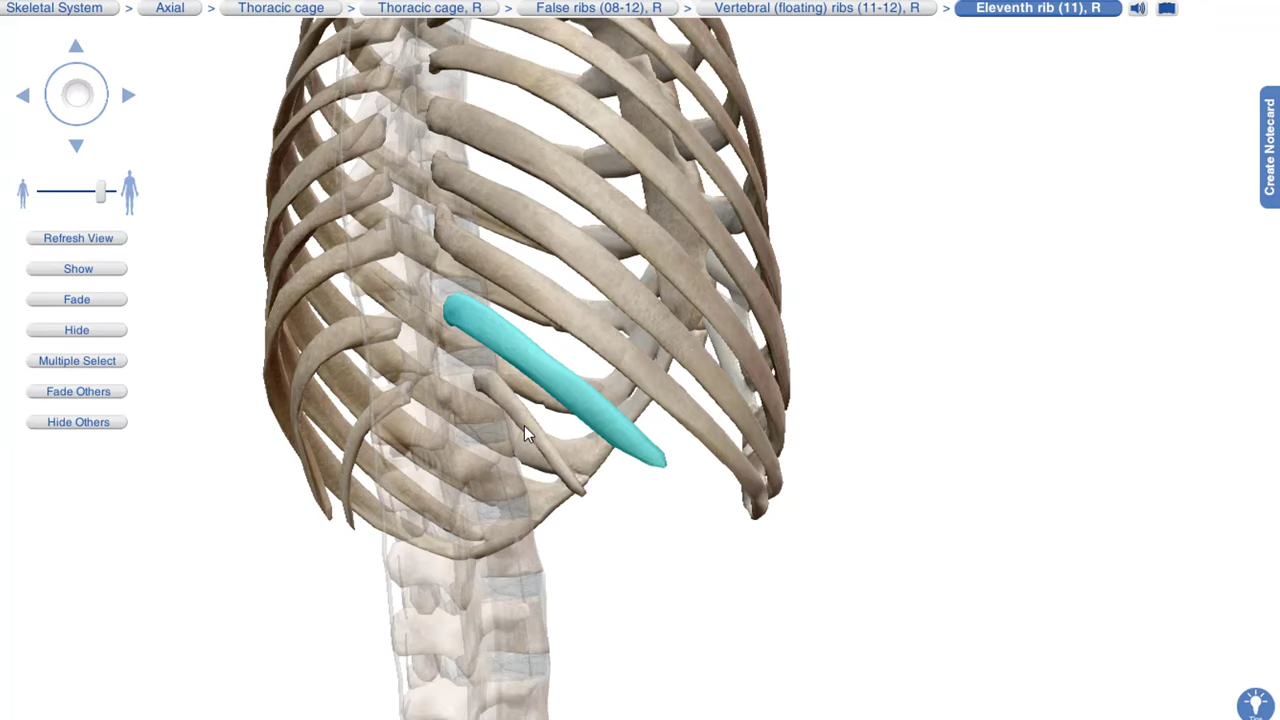 Skeletal System > Axial > Thoracic cage > Thoracic cage, R > False ribs (08-12), R > Vertebral (floating) ribs (11-12), R > Eleventh rib (11), R
Create Notecard
Refresh View
Show
Fade
Hide
Multiple Select
Fade Others
Hide Others
Tips